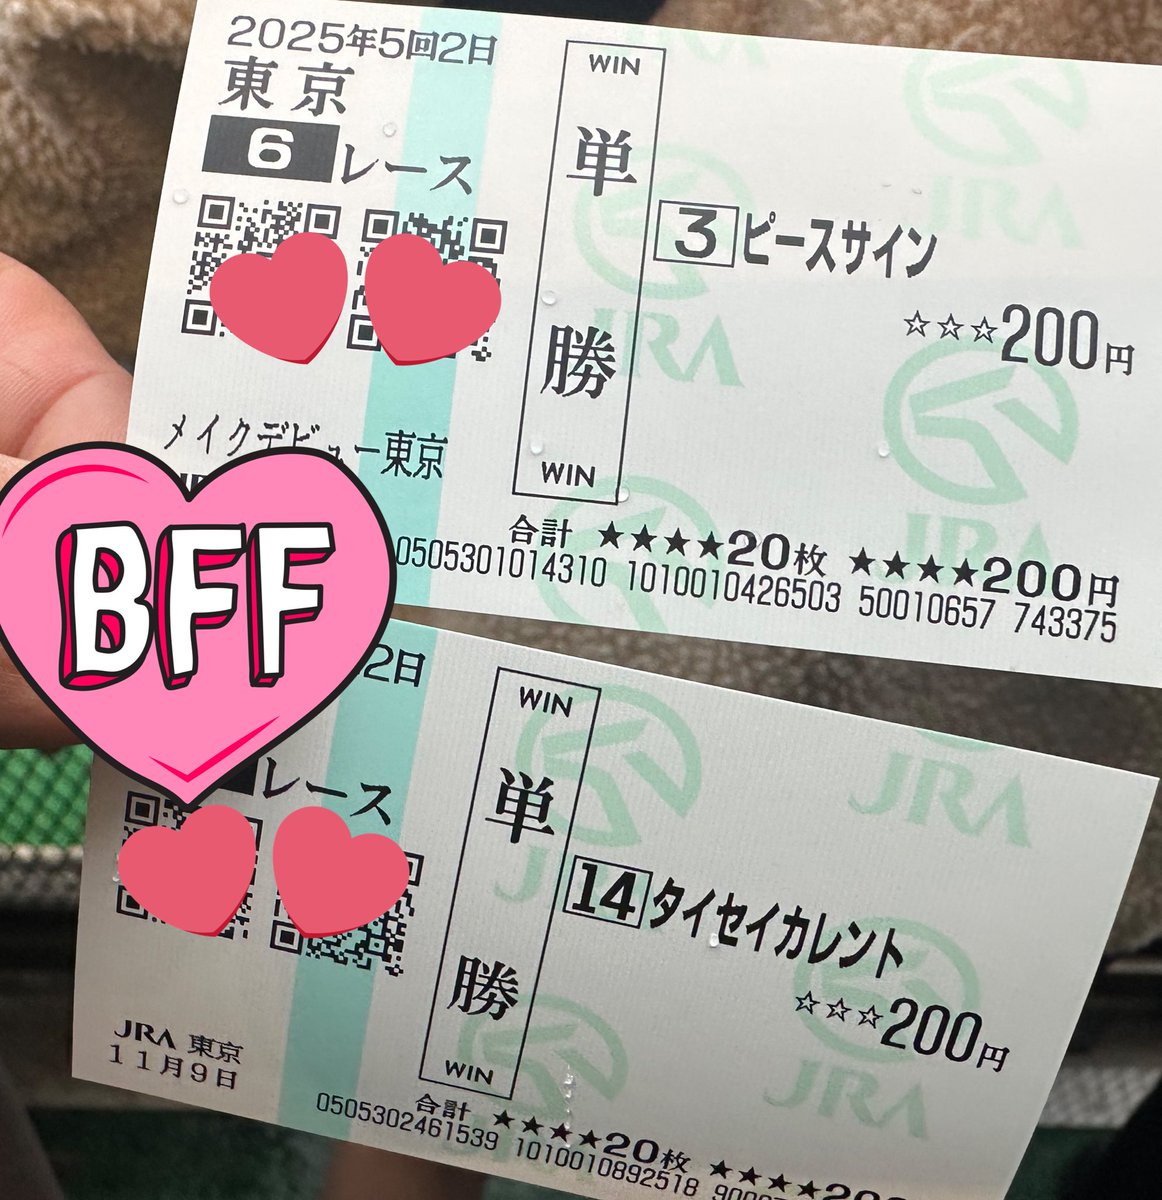 2025年5回2日
東京
6レース
WIN
単勝
WIN
3 ピースサイン
☆☆☆200円
メイクデビュー東京
合計 ★★★★20枚 ★★★★200円
0505301014310 1010010426503 50010657 743375
JRA
JRA
JRA
BFF
2日
レース
WIN
単勝
WIN
14 タイセイカレント
☆☆☆200円
JRA 東京
11月9日
合計 ★★★★20枚 ★★★★200
0505302461539 1010010892518
JRA
JRA